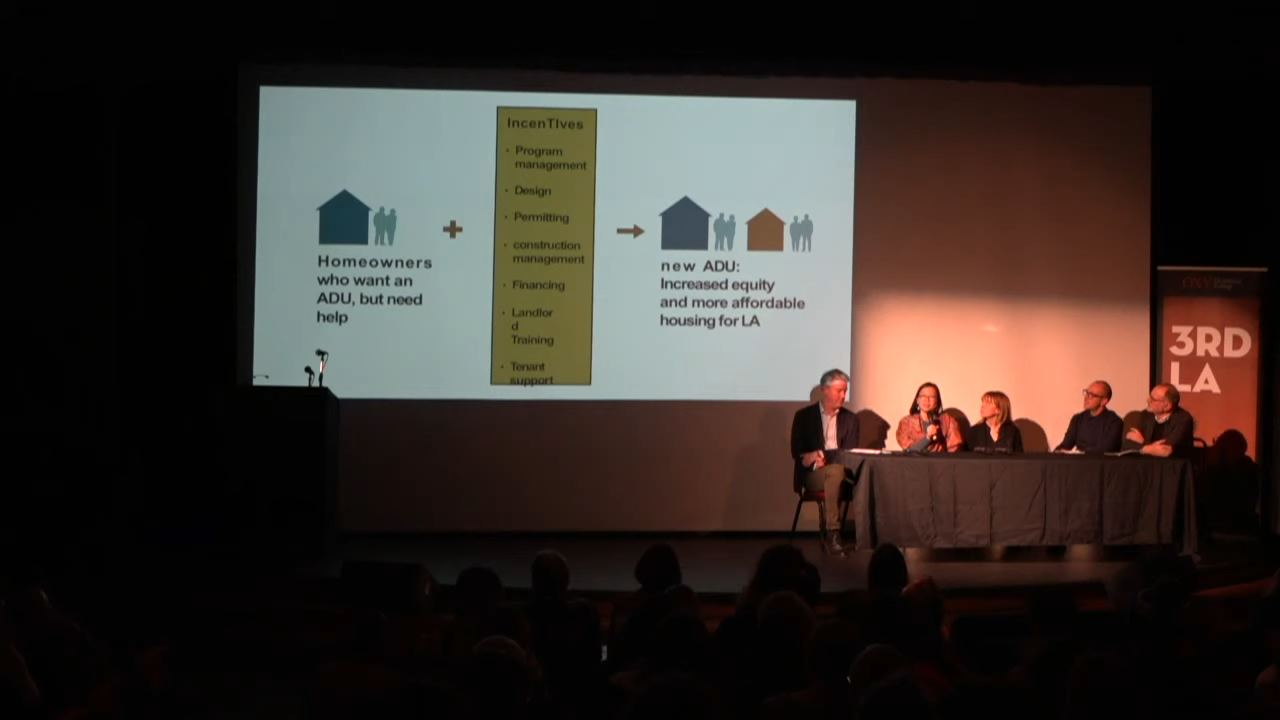 IncenTIves
· Program
management
· Design
· Permitting
· construction
management
· Financing
· Landlor
d
Training
· Tenant
support
Homeowners
who want an
ADU, but need
help
new ADU:
Increased equity
and more affordable
housing for LA
OXY
3RD
LA